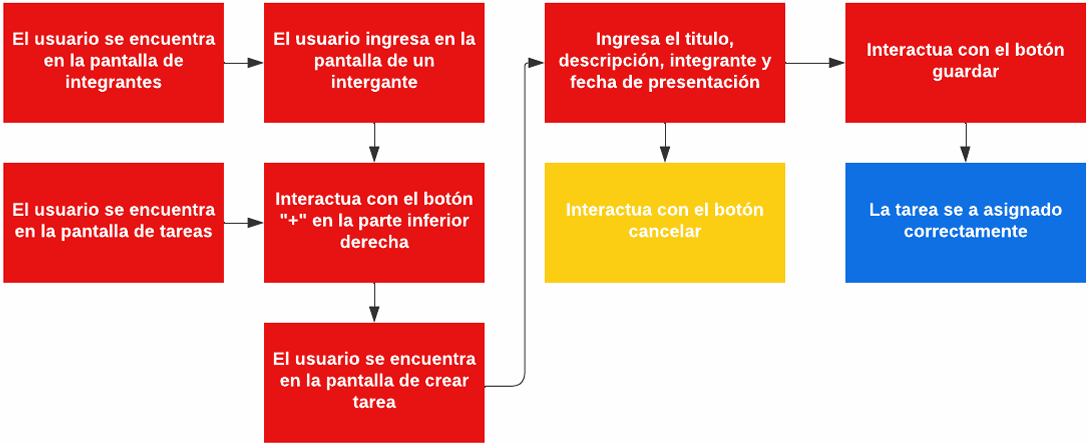 El usuario se encuentra
en la pantalla de
integrantes
El usuario ingresa en la
pantalla de un
intergante
Ingresa el titulo,
descripción, integrante y
fecha de presentación
Interactua con el botón
guardar
El usuario se encuentra
en la pantalla de tareas
Interactua con el botón
"+" en la parte inferior
derecha
Interactua con el botón
cancelar
La tarea se a asignado
correctamente
El usuario se encuentra
en la pantalla de crear
tarea